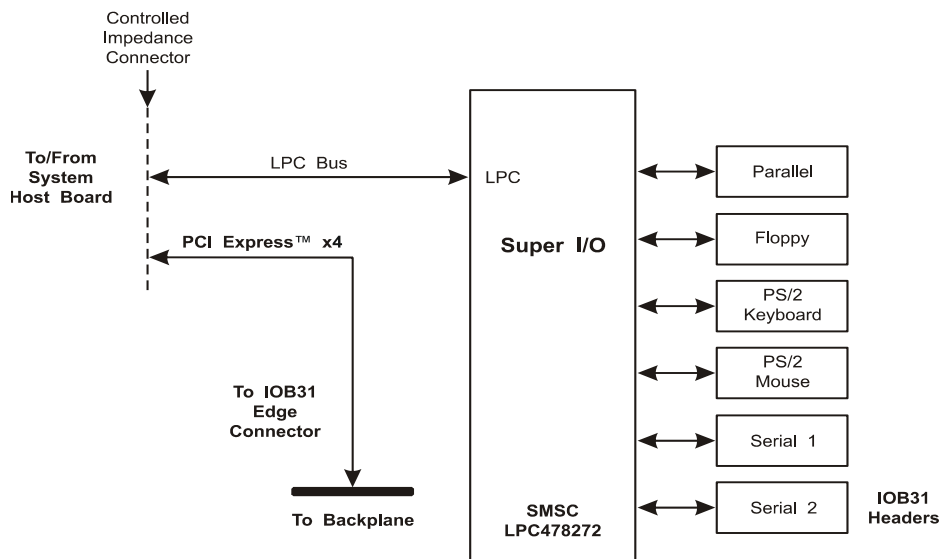 Controlled
Impedance
Connector
To/From
System
Host Board
LPC Bus
PCI Express™ x4
To IOB31
Edge
Connector
To Backplane
LPC
Super I/O
SMSC
LPC478272
Parallel
Floppy
PS/2
Keyboard
PS/2
Mouse
Serial 1
Serial 2
IOB31
Headers